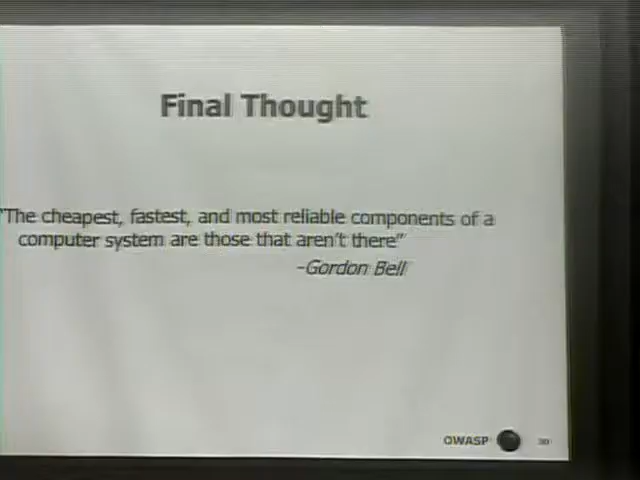 Final Thought
"The cheapest, fastest, and most reliable components of a
computer system are those that aren't there"
-Gordon Bell
OWASP
30